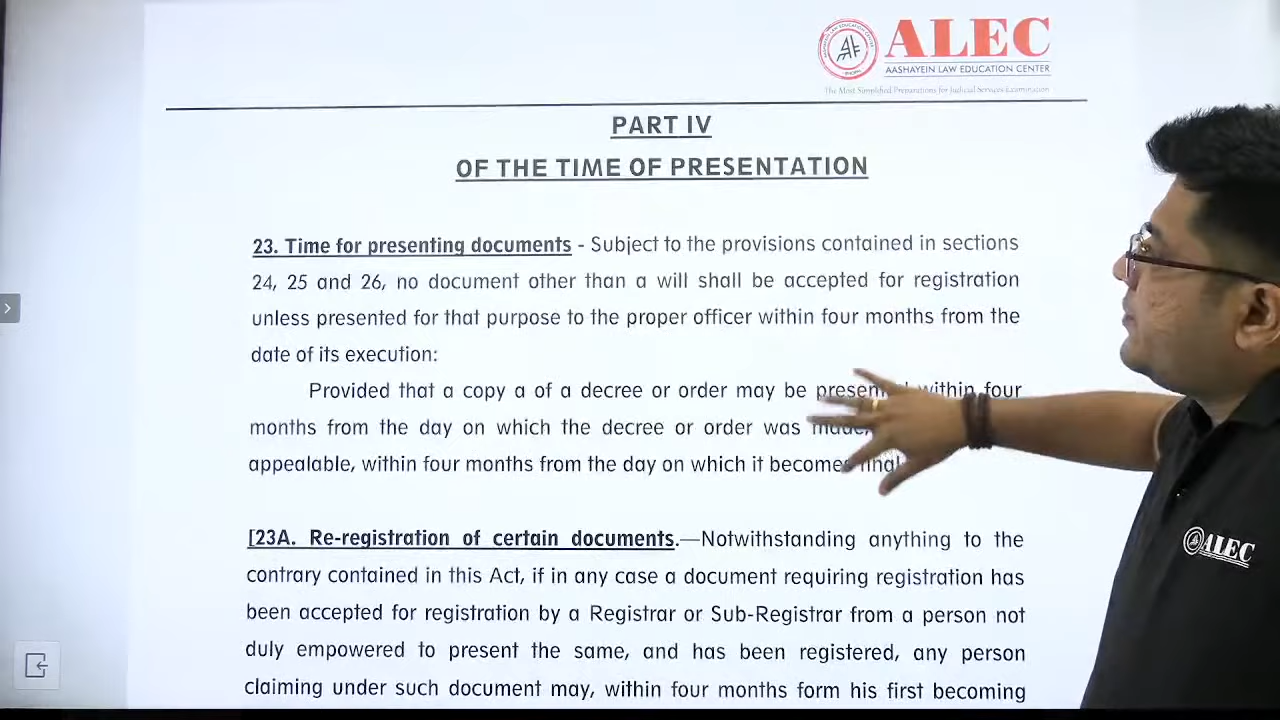 ALEC
AASHAYEIN LAW EDUCATION CENTER
The Most Simplified Preparations for Judicial Services Examination
PART IV
OF THE TIME OF PRESENTATION
23. Time for presenting documents - Subject to the provisions contained in sections
24, 25 and 26, no document other than a will shall be accepted for registration
unless presented for that purpose to the proper officer within four months from the
date of its execution:
Provided that a copy a of a decree or order may be within four
months from the day on which the decree or order was
appealable, within four months from the day on which it becomes final
[23A. Re-registration of certain documents.—Notwithstanding anything to the
contrary contained in this Act, if in any case a document requiring registration has
been accepted for registration by a Registrar or Sub-Registrar from a person not
duly empowered to present the same, and has been registered, any person
claiming under such document may, within four months form his first becoming
ALEC